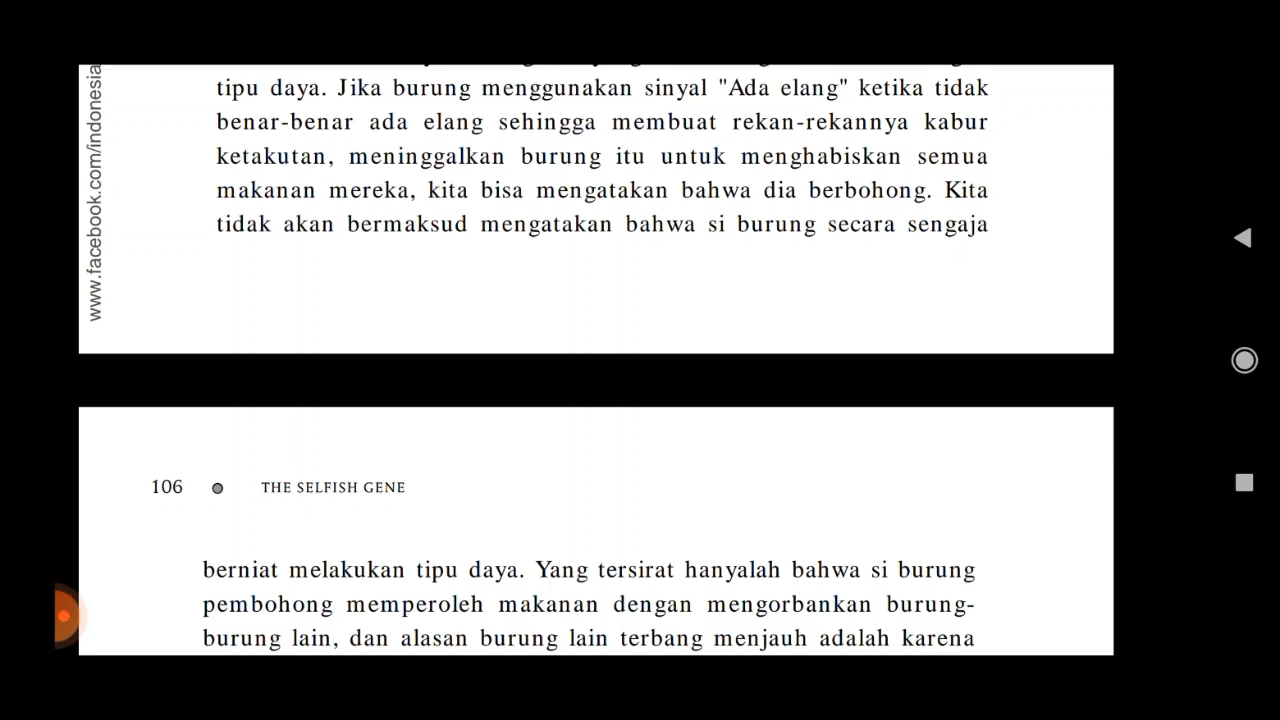 www.facebook.com/indonesia
tipu daya. Jika burung menggunakan sinyal "Ada elang" ketika tidak
benar-benar ada elang sehingga membuat rekan-rekannya kabur
ketakutan, meninggalkan burung itu untuk menghabiskan semua
makanan mereka, kita bisa mengatakan bahwa dia berbohong. Kita
tidak akan bermaksud mengatakan bahwa si burung secara sengaja
106 THE SELFISH GENE
berniat melakukan tipu daya. Yang tersirat hanyalah bahwa si burung
pembohong memperoleh makanan dengan mengorbankan burung-
burung lain, dan alasan burung lain terbang menjauh adalah karena